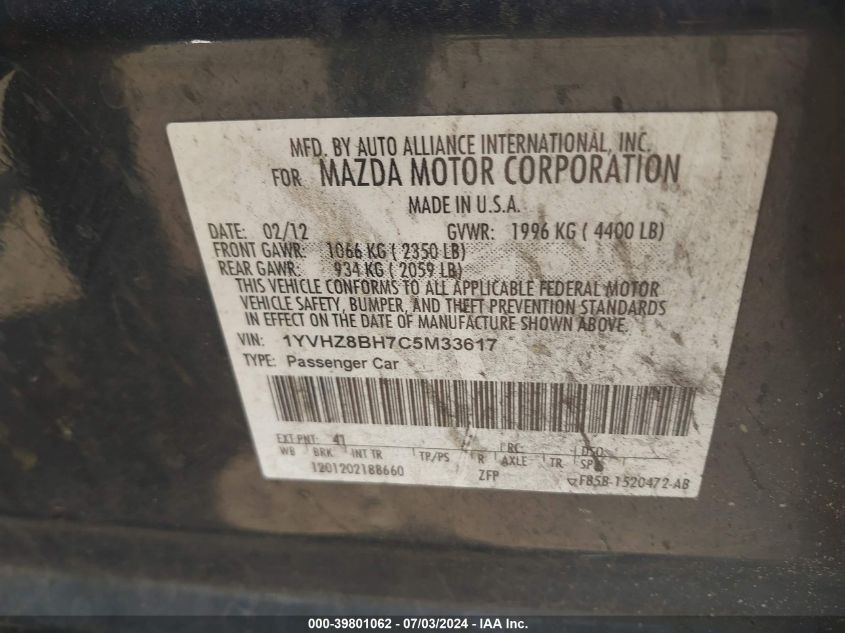 MFD. BY AUTO ALLIANCE INTERNATIONAL, INC.
FOR MAZDA MOTOR CORPORATION
MADE IN U.S.A.
DATE: 02/12 GVWR: 1996 KG ( 4400 LB)
FRONT GAWR: 1066 KG ( 2350 LB)
REAR GAWR: 934 KG ( 2059 LB)
THIS VEHICLE CONFORMS TO ALL APPLICABLE FEDERAL MOTOR
VEHICLE SAFETY, BUMPER, AND THEFT PREVENTION STANDARDS
IN EFFECT ON THE DATE OF MANUFACTURE SHOWN ABOVE.
VIN: 1YVHZ8BH7C5M33617
TYPE: Passenger Car
EXT PNT: 41 RC: DSO:
WB BRK INT TR TP/PS R AXLE TR
1201202188660 ZFP
F85B-1520472-AB
000-39801062 - 07/03/2024 - IAA Inc.